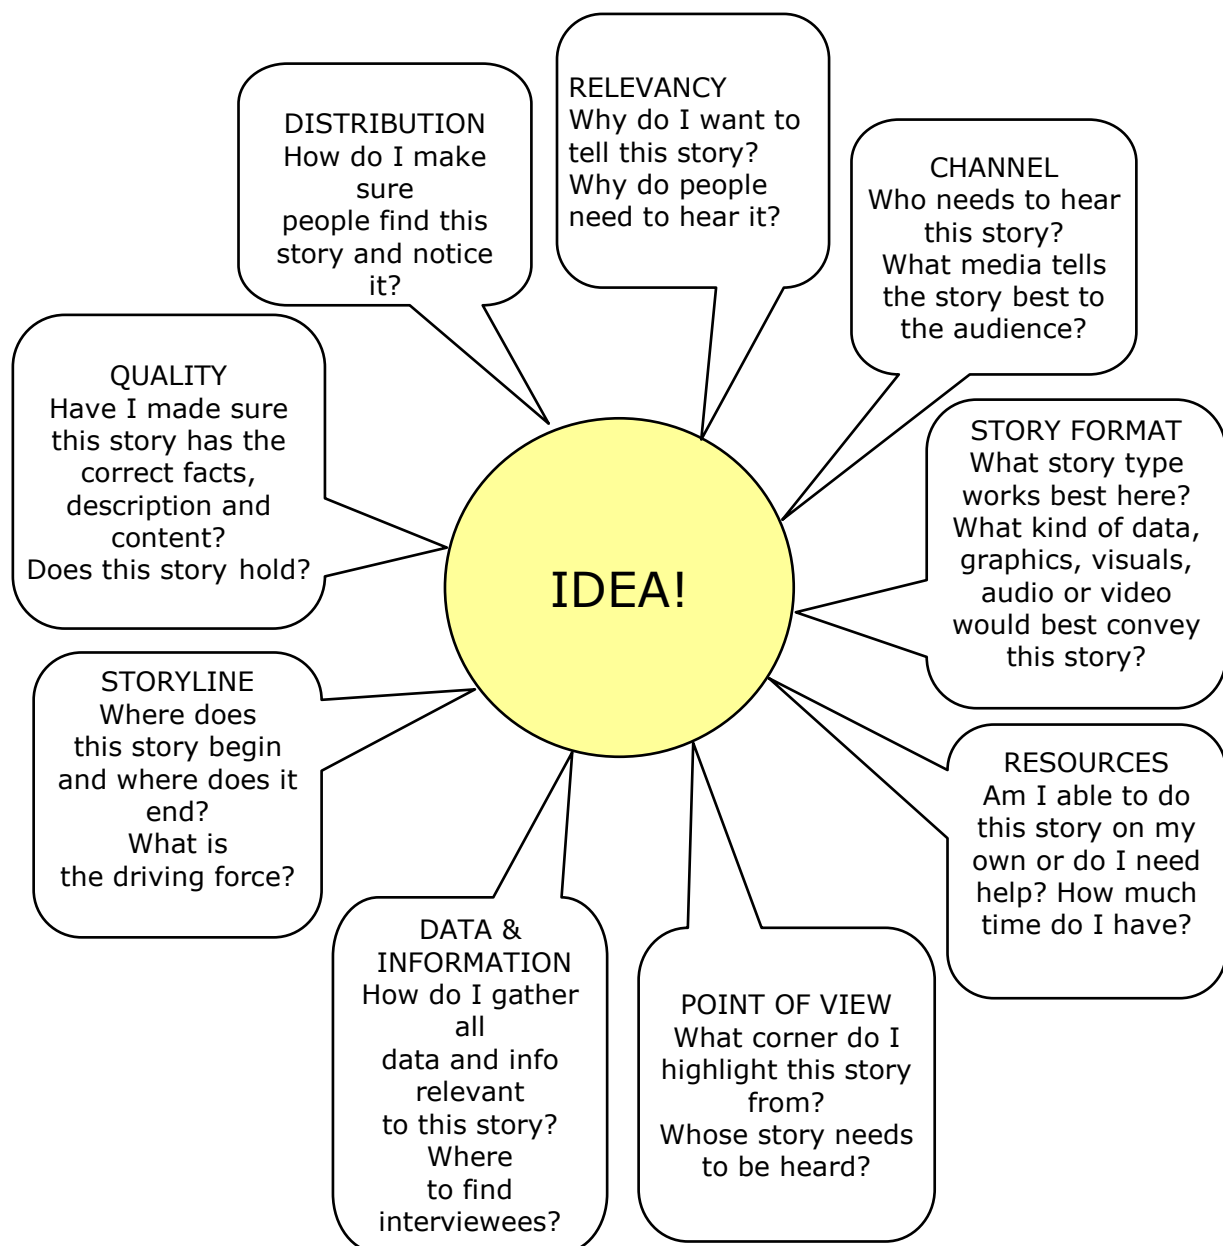 RELEVANCY
Why do I want to
tell this story?
Why do people
need to hear it?
CHANNEL
Who needs to hear
this story?
What media tells
the story best to
the audience?
STORY FORMAT
What story type
works best here?
What kind of data,
graphics, visuals,
audio or video
would best convey
this story?
RESOURCES
Am I able to do
this story on my
own or do I need
help? How much
time do I have?
POINT OF VIEW
What corner do I
highlight this story
from?
Whose story needs
to be heard?
DATA &
INFORMATION
How do I gather
all
data and info
relevant
to this story?
Where
to find
interviewees?
STORYLINE
Where does
this story begin
and where does it
end?
What is
the driving force?
QUALITY
Have I made sure
this story has the
correct facts,
description and
content?
Does this story hold?
DISTRIBUTION
How do I make
sure
people find this
story and notice
it?
IDEA!